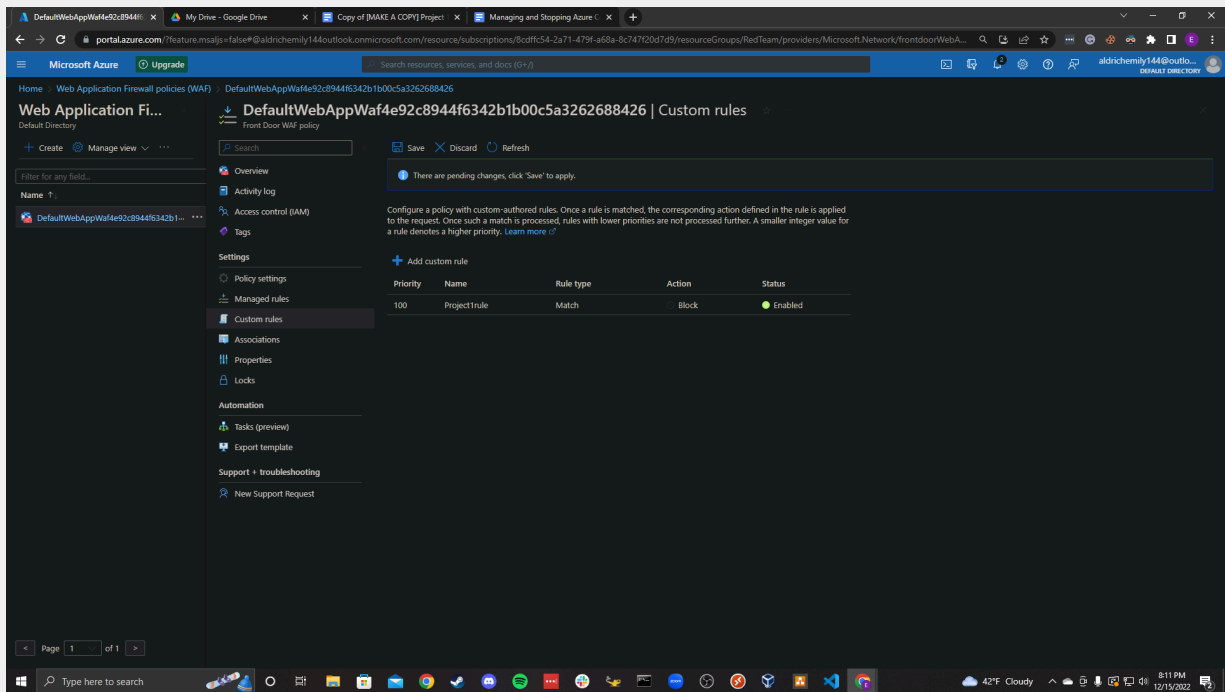 DefaultWebAppWaf4e92c8944f6
My Drive - Google Drive
Copy of [MAKE A COPY] Project
Managing and Stopping Azure C
portal.azure.com/?feature.msaljs=false#@aldrichemily144outlook.onmicrosoft.com/resource/subscriptions/8cdffc54-2a71-479f-a68a-8c747f20d7d9/resourceGroups/RedTeam/providers/Microsoft.Network/frontdoorWebA...
Microsoft Azure
Upgrade
Search resources, services, and docs (G+/)
2
aldrichemily144@outlo...
DEFAULT DIRECTORY
Home > Web Application Firewall policies (WAF) > DefaultWebAppWaf4e92c8944f6342b1b00c5a3262688426
Web Application Fi...
Default Directory
Create
Manage view
...
Filter for any field...
Name ↑↓
DefaultWebAppWaf4e92c8944f6342b1··· ...
< Page 1 of 1 >
DefaultWebAppWaf4e92c8944f6342b1b00c5a3262688426 | Custom rules
Front Door WAF policy
Search
Overview
Activity log
Access control (IAM)
Tags
Settings
Policy settings
Managed rules
Custom rules
Associations
Properties
Locks
Automation
Tasks (preview)
Export template
Support + troubleshooting
New Support Request
Save Discard Refresh
There are pending changes, click 'Save' to apply.
Configure a policy with custom-authored rules. Once a rule is matched, the corresponding action defined in the rule is applied
to the request. Once such a match is processed, rules with lower priorities are not processed further. A smaller integer value for
a rule denotes a higher priority. Learn more
Add custom rule
Priority Name Rule type Action Status
100 Project1rule Match Block Enabled
Type here to search
42°F Cloudy
8:11 PM
12/15/2022